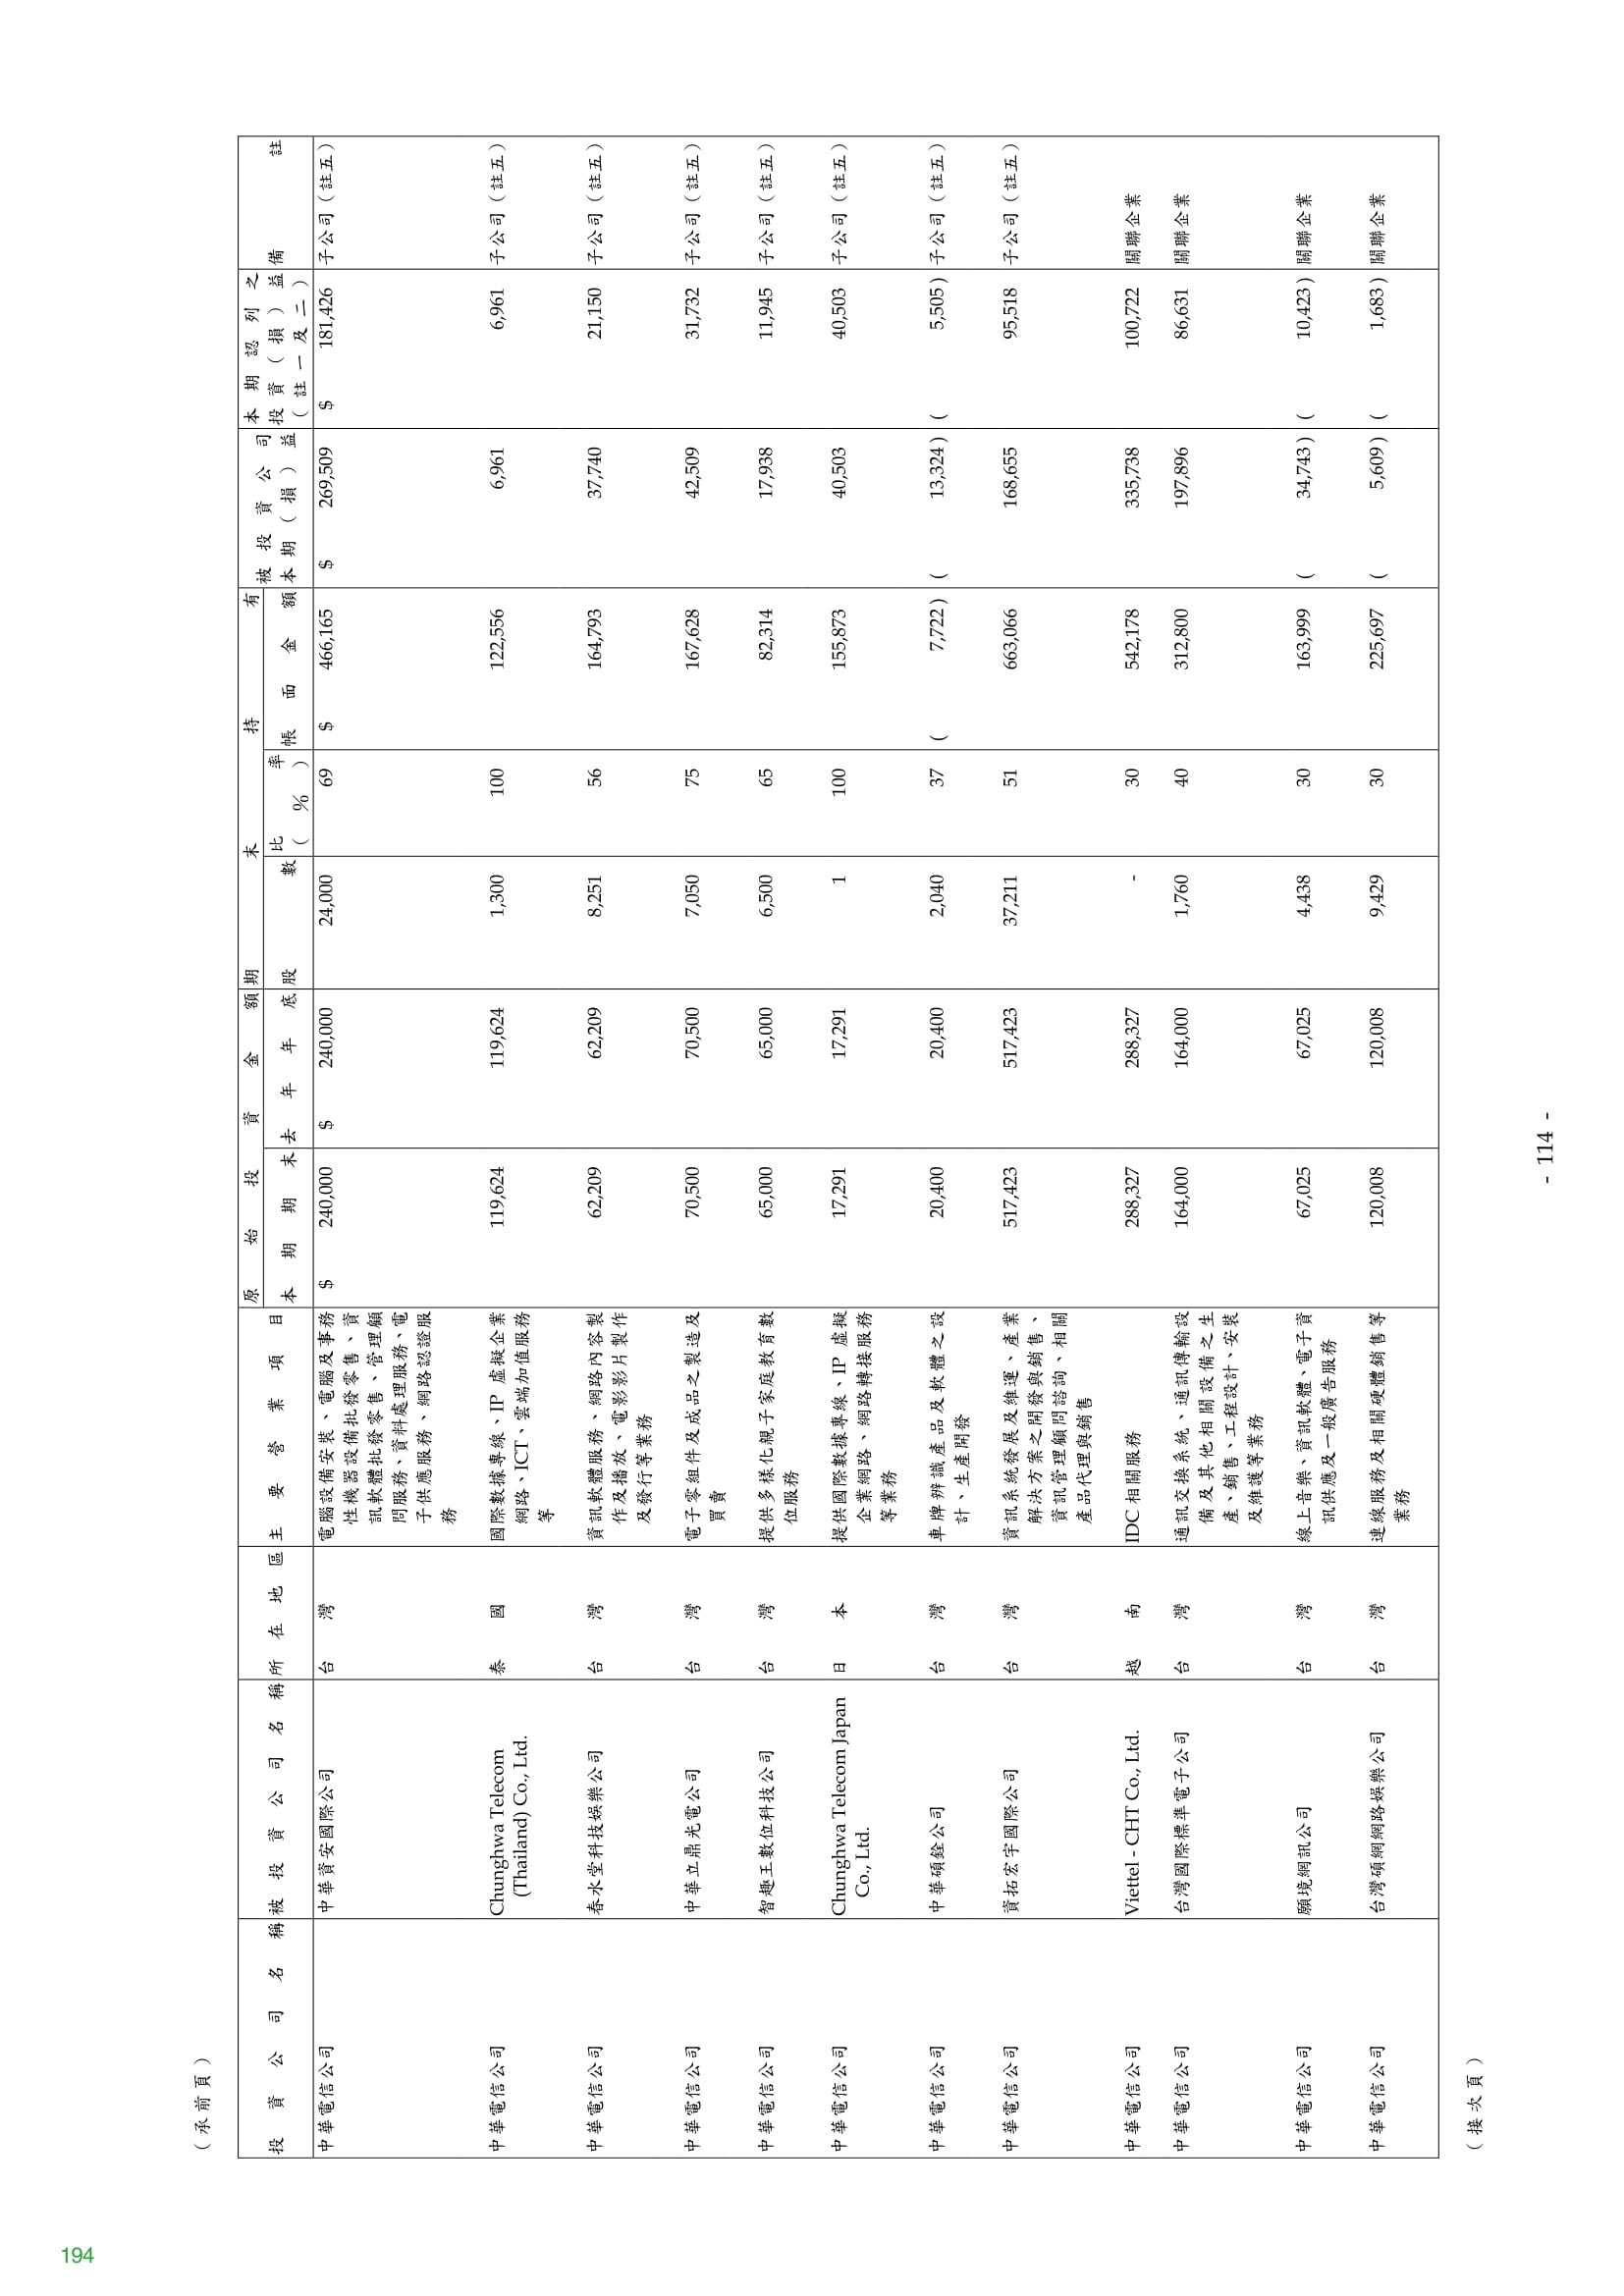 （承前頁）
投資公司名稱 被投資公司名稱 所在地區 主要營業項目 原始投資金額 期末持有 被投資公司本期（損）益 本期認列之投資（損）益（註一及二） 備註
本期末 去年年底 股數 比率（%） 帳面金額
中華電信公司 中華資安國際公司 台灣 電腦設備安裝、電腦及事務 $ 240,000 $ 240,000 24,000 69 $ 466,165 $ 269,509 $ 181,426 子公司（註五）
性機器設備批發零售、資
訊軟體批發零售、管理顧
問服務、資料處理服務、電
子供應服務、網路認證服
務
中華電信公司 Chunghwa Telecom 泰國 國際數據專線、IP 虛擬企業 119,624 119,624 1,300 100 122,556 6,961 6,961 子公司（註五）
(Thailand) Co., Ltd. 網路、ICT、雲端加值服務
等
中華電信公司 春水堂科技娛樂公司 台灣 資訊軟體服務、網路內容製 62,209 62,209 8,251 56 164,793 37,740 21,150 子公司（註五）
作及播放、電影影片製作
及發行等業務
中華電信公司 中華立鼎光電公司 台灣 電子零組件及成品之製造及 70,500 70,500 7,050 75 167,628 42,509 31,732 子公司（註五）
買賣
中華電信公司 智趣王數位科技公司 台灣 提供多樣化親子家庭教育數 65,000 65,000 6,500 65 82,314 17,938 11,945 子公司（註五）
位服務
中華電信公司 Chunghwa Telecom Japan 日本 提供國際數據專線、IP 虛擬 17,291 17,291 1 100 155,873 40,503 40,503 子公司（註五）
Co., Ltd. 企業網路、網路轉接服務
等業務
中華電信公司 中華碩銓公司 台灣 車牌辨識產品及軟體之設 20,400 20,400 2,040 37 ( 7,722 ) ( 13,324 ) ( 5,505 ) 子公司（註五）
計、生產開發
中華電信公司 資拓宏宇國際公司 台灣 資訊系統發展及維運、產業 517,423 517,423 37,211 51 663,066 168,655 95,518 子公司（註五）
解決方案之開發與銷售、
資訊管理顧問諮詢、相關
產品代理與銷售
中華電信公司 Viettel - CHT Co., Ltd. 越南 IDC 相關服務 288,327 288,327 - 30 542,178 335,738 100,722 關聯企業
中華電信公司 台灣國際標準電子公司 台灣 通訊交換系統、通訊傳輸設 164,000 164,000 1,760 40 312,800 197,896 86,631 關聯企業
備及其他相關設備之生
產、銷售、工程設計、安裝
及維護等業務
中華電信公司 願境網訊公司 台灣 線上音樂、資訊軟體、電子資 67,025 67,025 4,438 30 163,999 ( 34,743 ) ( 10,423 ) 關聯企業
訊供應及一般廣告服務
中華電信公司 台灣碩網網路娛樂公司 台灣 連線服務及相關硬體銷售等 120,008 120,008 9,429 30 225,697 ( 5,609 ) ( 1,683 ) 關聯企業
業務
（接次頁）
- 114 -
194